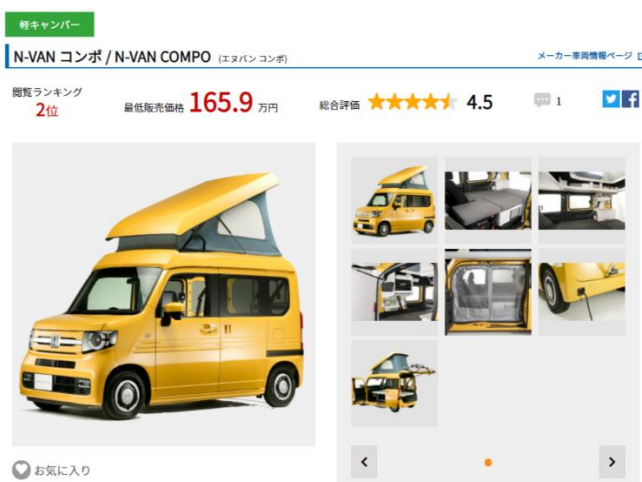 軽キャンパー
N-VAN コンポ / N-VAN COMPO (エヌバン コンポ)
メーカー車両情報ページ
閲覧ランキング
2位
最低販売価格 165.9 万円
総合評価 4.5
1
お気に入り